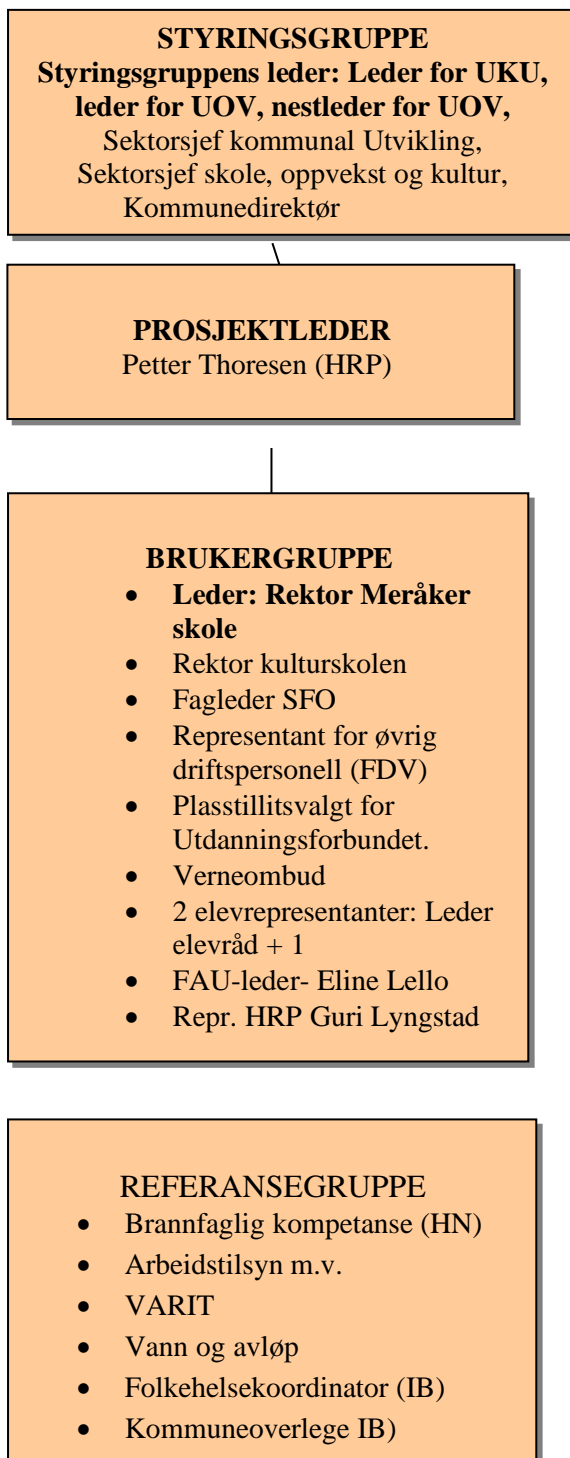 STYRINGSGRUPPE
Styringsgruppens leder: Leder for UKU,
leder for UOV, nestleder for UOV,
Sektorsjef kommunal Utvikling,
Sektorsjef skole, oppvekst og kultur,
Kommunedirektør
PROSJEKTLEDER
Petter Thoresen (HRP)
BRUKERGRUPPE
• Leder: Rektor Meråker
skole
• Rektor kulturskolen
• Fagleder SFO
• Representant for øvrig
driftspersonell (FDV)
• Plasstillitsvalgt for
Utdanningsforbundet.
• Verneombud
• 2 elevrepresentanter: Leder
elevråd + 1
• FAU-leder- Eline Lello
• Repr. HRP Guri Lyngstad
REFERANSEGRUPPE
• Brannfaglig kompetanse (HN)
• Arbeidstilsyn m.v.
• VARIT
• Vann og avløp
• Folkehelsekoordinator (IB)
• Kommuneoverlege IB)